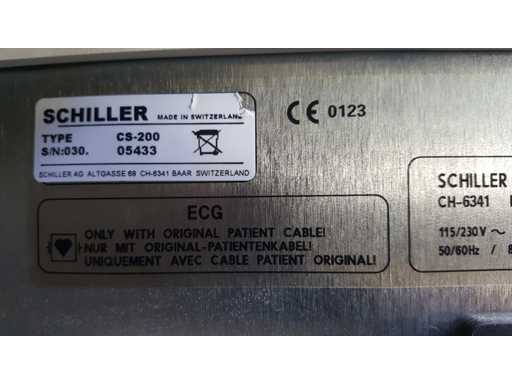 SCHILLER MADE IN SWITZERLAND
TYPE CS-200
S/N:030. 05433
SCHILLER AG ALTGASSE 68 CH-6341 BAAR SWITZERLAND
CE 0123
ECG
ONLY WITH ORIGINAL PATIENT CABLE!
NUR MIT ORIGINAL-PATIENTENKABEL!
UNIQUEMENT AVEC CABLE PATIENT ORIGINAL!
SCHILLER
CH-6341
115/230V ~
50/60Hz / 8